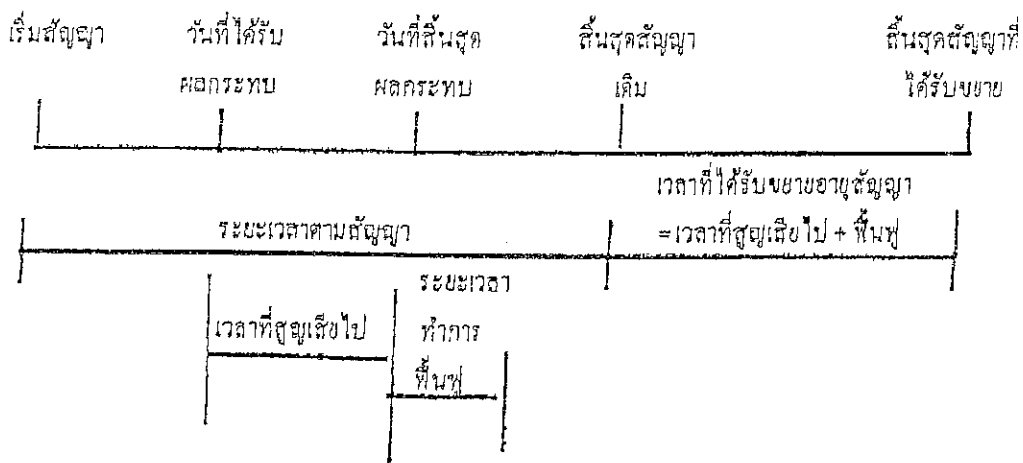 เริ่มสัญญา วันที่ได้รับ วันที่สิ้นสุด สิ้นสุดสัญญา สิ้นสุดสัญญาที่
ผลกระทบ ผลกระทบ เดิม ได้รับขยาย
เวลาที่ได้รับขยายอายุสัญญา
ระยะเวลาตามสัญญา =เวลาที่สูญเสียไป + ฟื้นฟู
ระยะเวลา
เวลาที่สูญเสียไป ทำการ
ฟื้นฟู